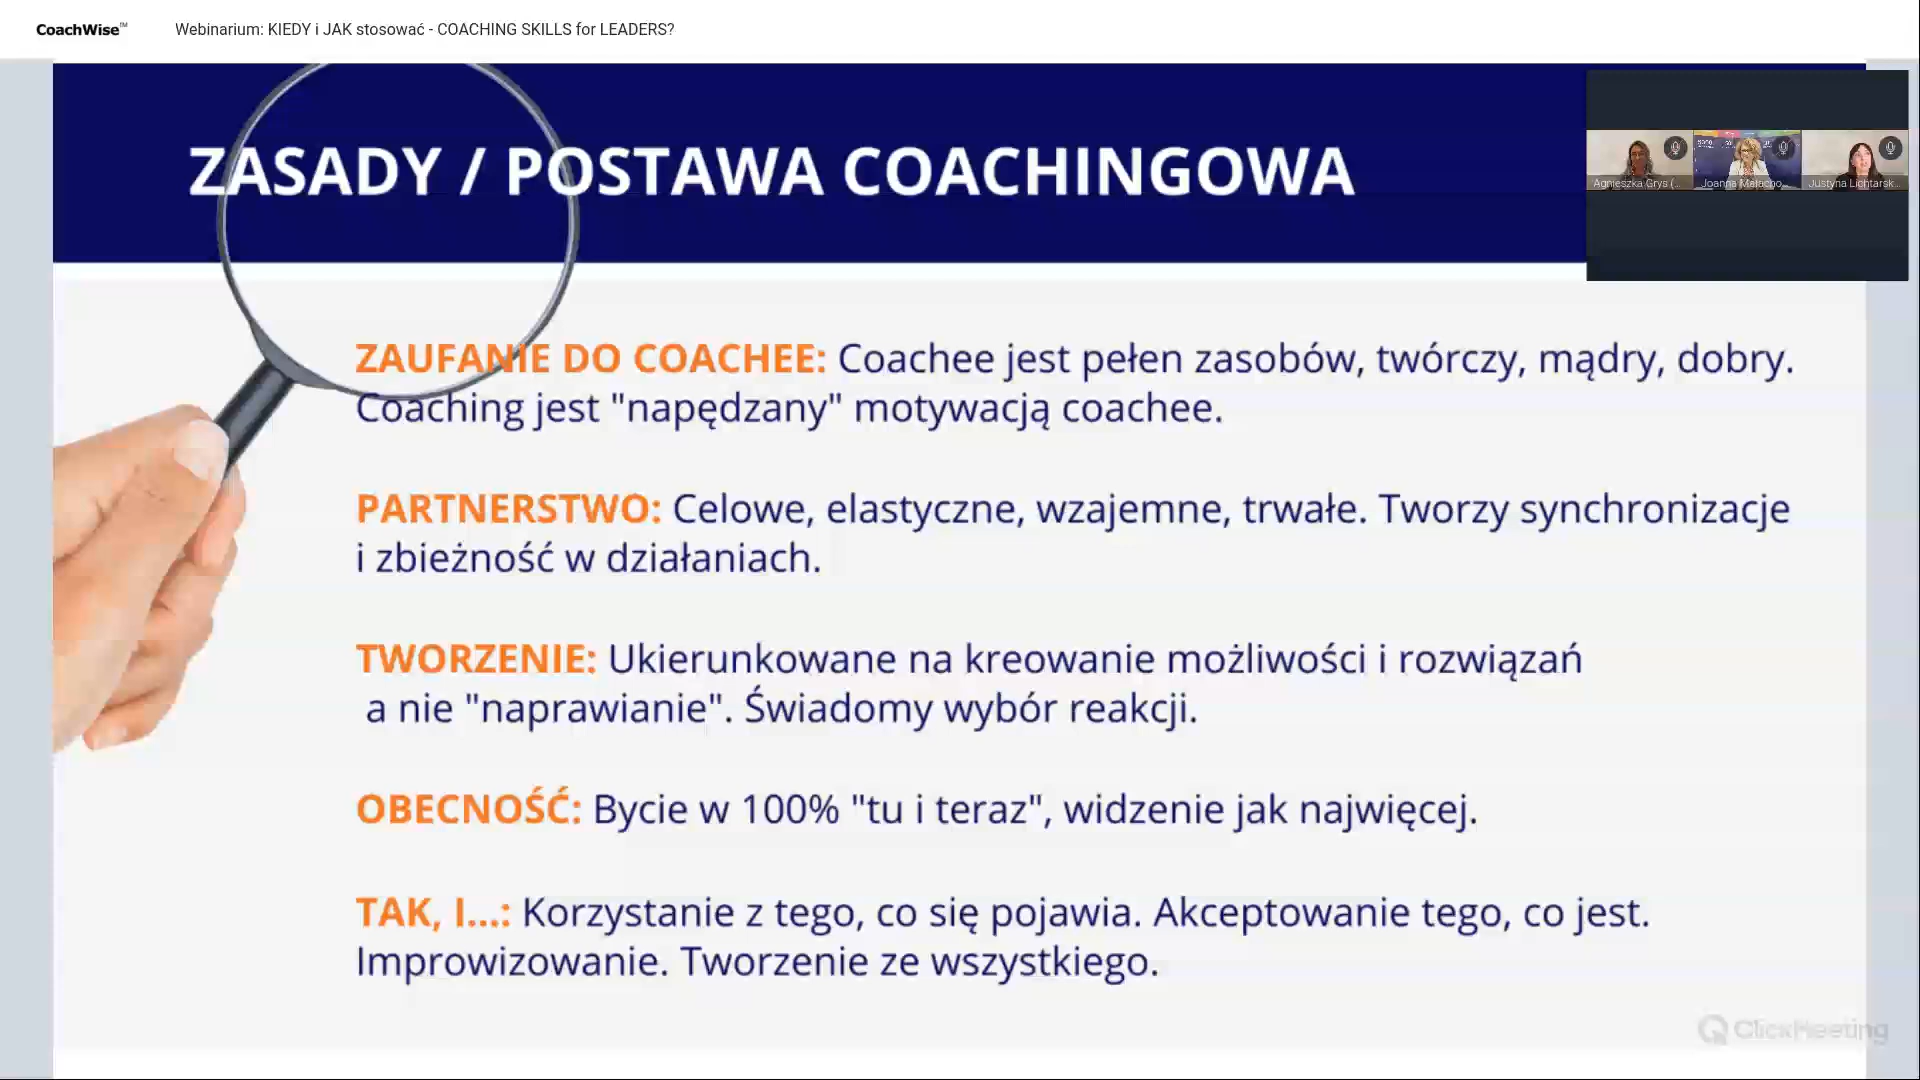 CoachWise™
Webinarium: KIEDY i JAK stosować - COACHING SKILLS for LEADERS?
ZASADY / POSTAWA COACHINGOWA
Agnieszka Grys (...
Joanna Małacho...
Justyna Lichtarsk...
ZAUFANIE DO COACHEE: Coachee jest pełen zasobów, twórczy, mądry, dobry.
Coaching jest "napędzany" motywacją coachee.
PARTNERSTWO: Celowe, elastyczne, wzajemne, trwałe. Tworzy synchronizacje
i zbieżność w działaniach.
TWORZENIE: Ukierunkowane na kreowanie możliwości i rozwiązań
a nie "naprawianie". Świadomy wybór reakcji.
OBECNOŚĆ: Bycie w 100% "tu i teraz", widzenie jak najwięcej.
TAK, I...: Korzystanie z tego, co się pojawia. Akceptowanie tego, co jest.
Improwizowanie. Tworzenie ze wszystkiego.
ClickMeeting